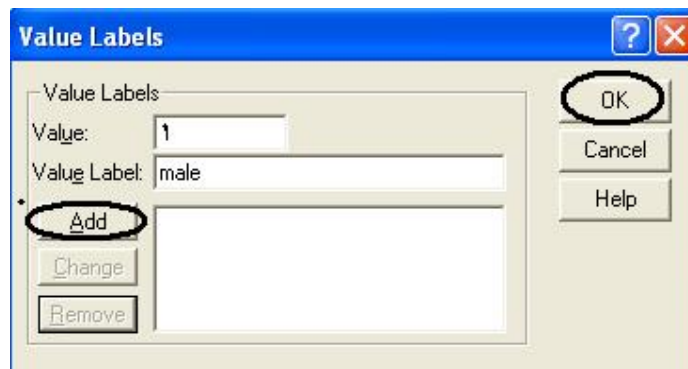 Value Labels
Value Labels
Value: 1
Value Label: male
Add
Change
Remove
OK
Cancel
Help